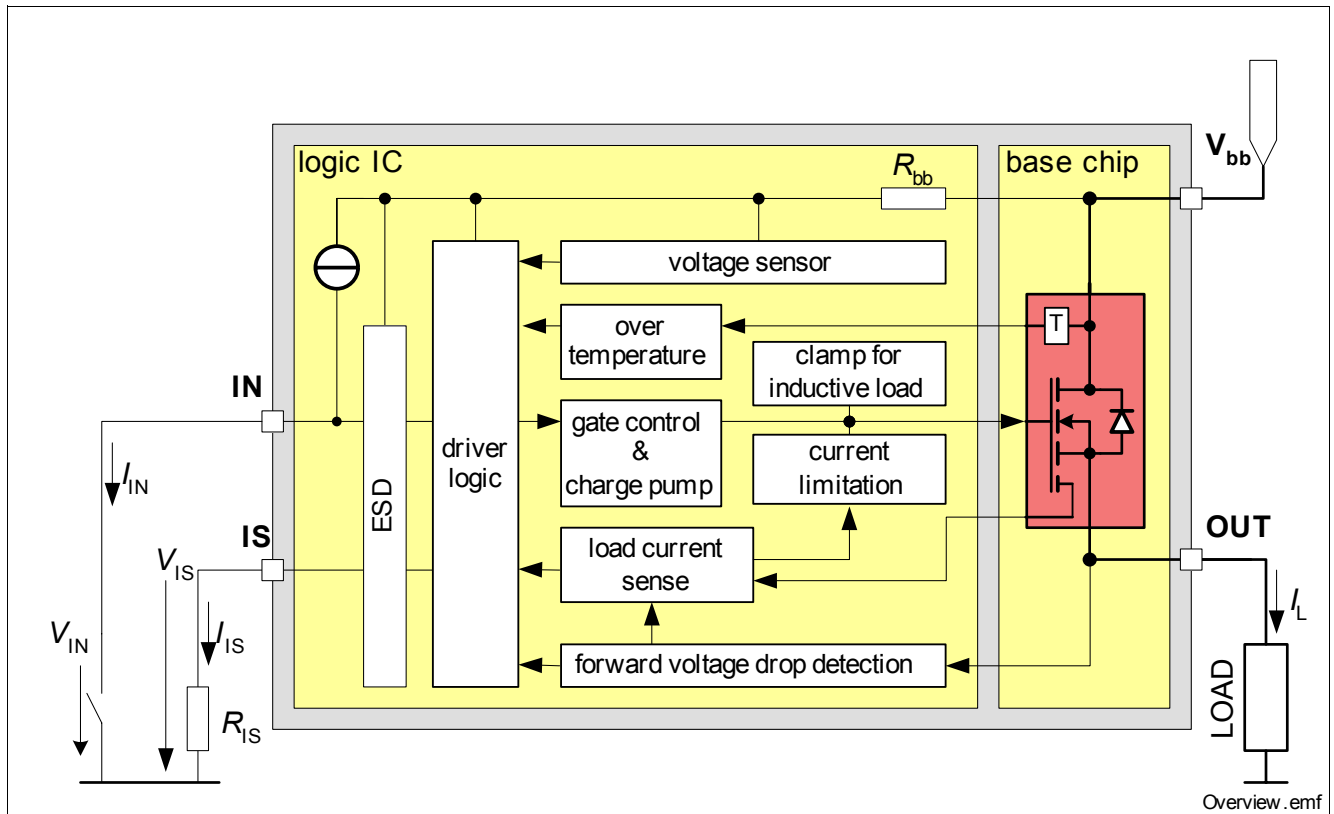 logic IC
R bb
base chip
V bb
voltage sensor
over
temperature
T
clamp for
inductive load
IN
driver
logic
gate control
&
charge pump
current
limitation
I IN
ESD
IS
load current
sense
OUT
V IS
I IS
V IN
I L
forward voltage drop detection
R IS
LOAD
Overview.emf